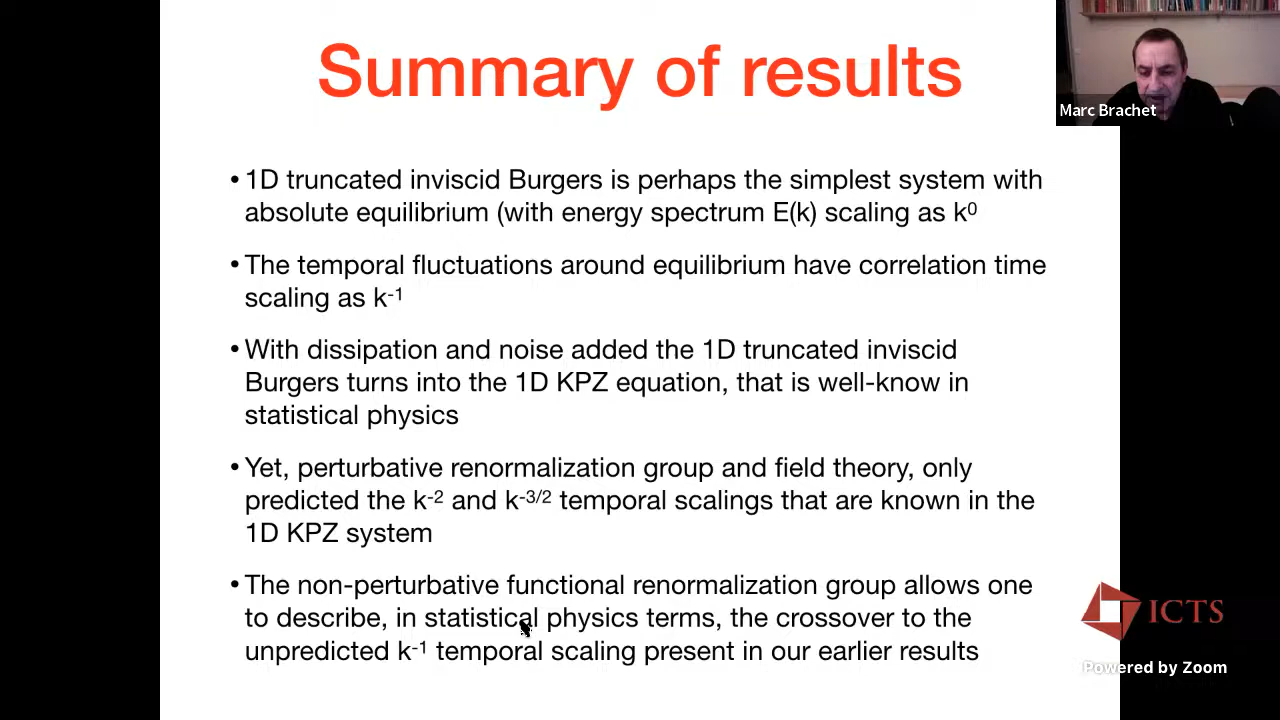 Summary of results
Marc Brachet
• 1D truncated inviscid Burgers is perhaps the simplest system with
absolute equilibrium (with energy spectrum E(k) scaling as k⁰
• The temporal fluctuations around equilibrium have correlation time
scaling as k⁻¹
• With dissipation and noise added the 1D truncated inviscid
Burgers turns into the 1D KPZ equation, that is well-know in
statistical physics
• Yet, perturbative renormalization group and field theory, only
predicted the k⁻² and k⁻³/² temporal scalings that are known in the
1D KPZ system
• The non-perturbative functional renormalization group allows one
to describe, in statistical physics terms, the crossover to the
unpredicted k⁻¹ temporal scaling present in our earlier results
ICTS
Powered by Zoom